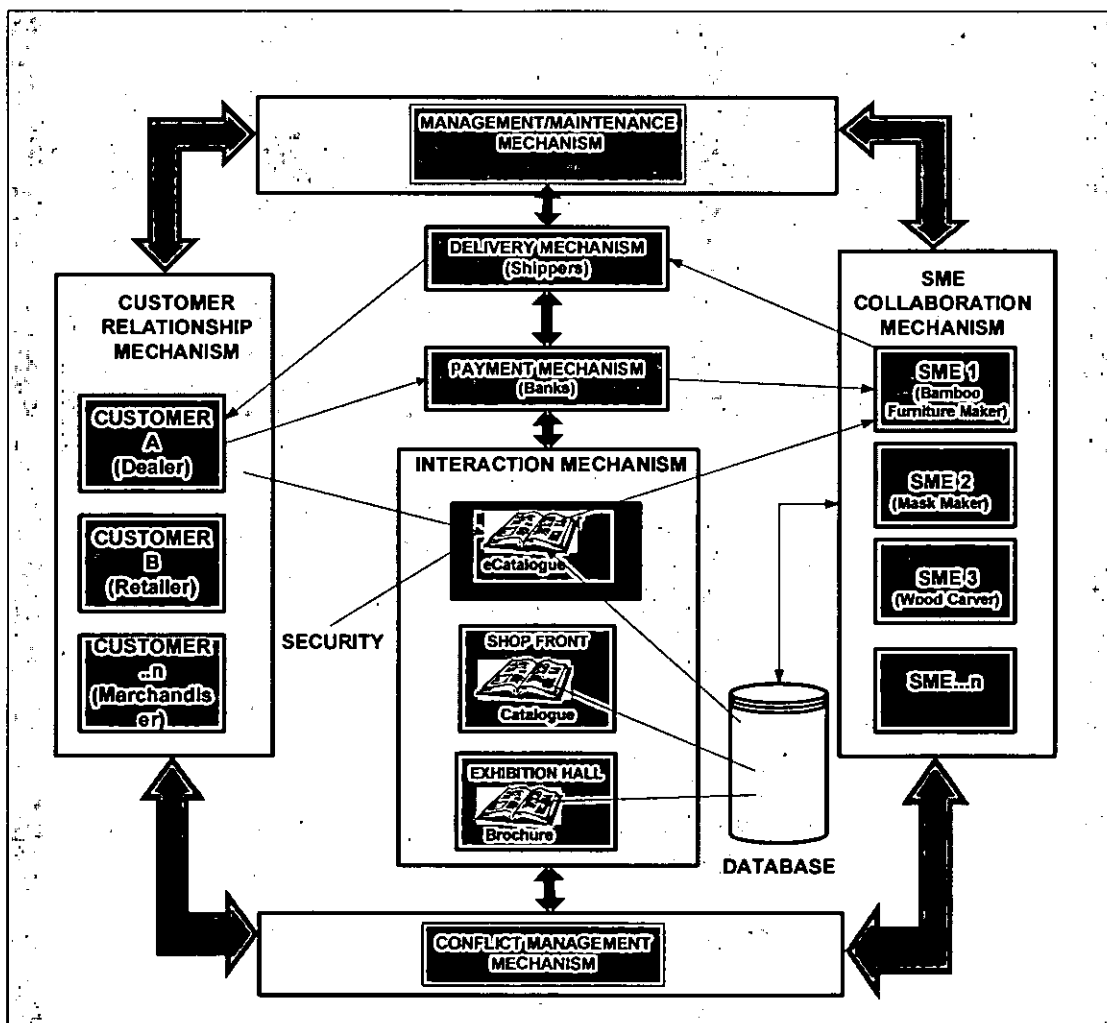 MANAGEMENT/MAINTENANCE
MECHANISM
DELIVERY MECHANISM
(Shippers)
PAYMENT MECHANISM
(Banks)
CUSTOMER
RELATIONSHIP
MECHANISM
CUSTOMER
A
(Dealer)
CUSTOMER
B
(Retailer)
CUSTOMER
..n
(Marchandis
er)
SECURITY
INTERACTION MECHANISM
eCatalogue
SHOP FRONT
Catalogue
EXHIBITION HALL
Brochure
SME
COLLABORATION
MECHANISM
SME 1
(Bamboo
Furniture Maker)
SME 2
(Mask Maker)
SME 3
(Wood Carver)
SME...n
DATABASE
CONFLICT MANAGEMENT
MECHANISM